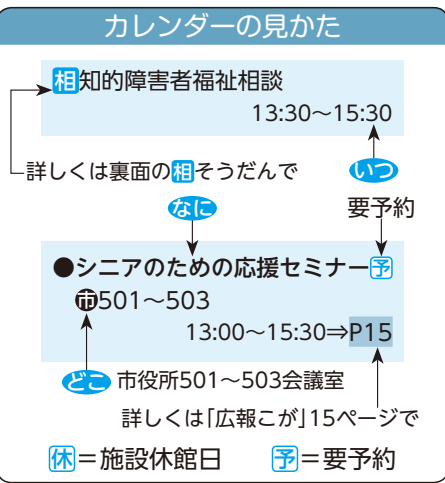 カレンダーの見かた
相知的障害者福祉相談
13:30～15:30
詳しくは裏面の相そうだんで
いつ
なに
要予約
●シニアのための応援セミナー予
市501～503
13:00～15:30⇒P15
どこ 市役所501～503会議室
詳しくは「広報こが」15ページで
休＝施設休館日 予＝要予約